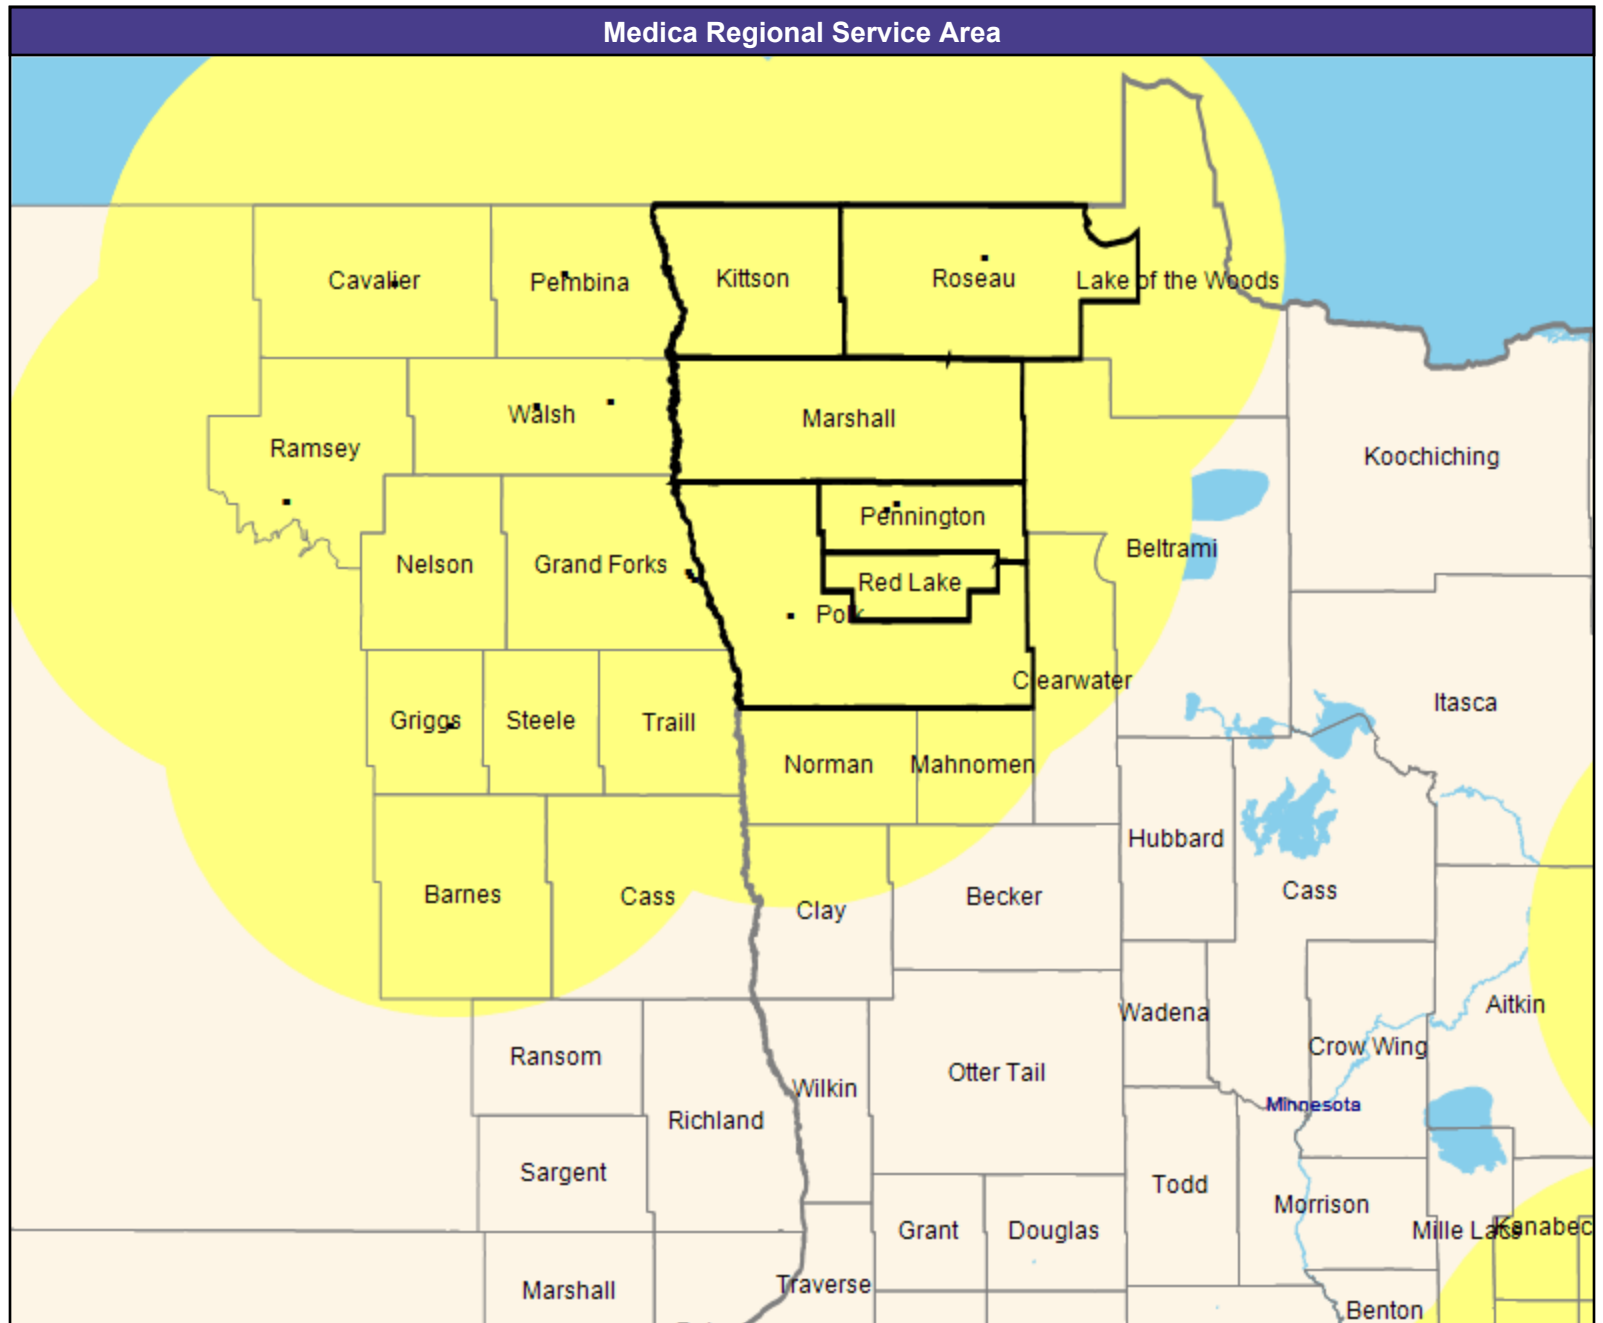 Medica Regional Service Area
Cavalier
Pembina
Kittson
Roseau
Lake of the Woods
Walsh
Marshall
Ramsey
Koochiching
Pennington
Nelson
Grand Forks
Beltrami
Red Lake
Polk
Clearwater
Griggs
Steele
Traill
Itasca
Norman
Mahnomen
Hubbard
Barnes
Cass
Clay
Becker
Cass
Wadena
Aitkin
Ransom
Crow Wing
Otter Tail
Wilkin
Minnesota
Richland
Sargent
Todd
Morrison
Grant
Douglas
Mille Lacs
Kanabec
Marshall
Traverse
Benton